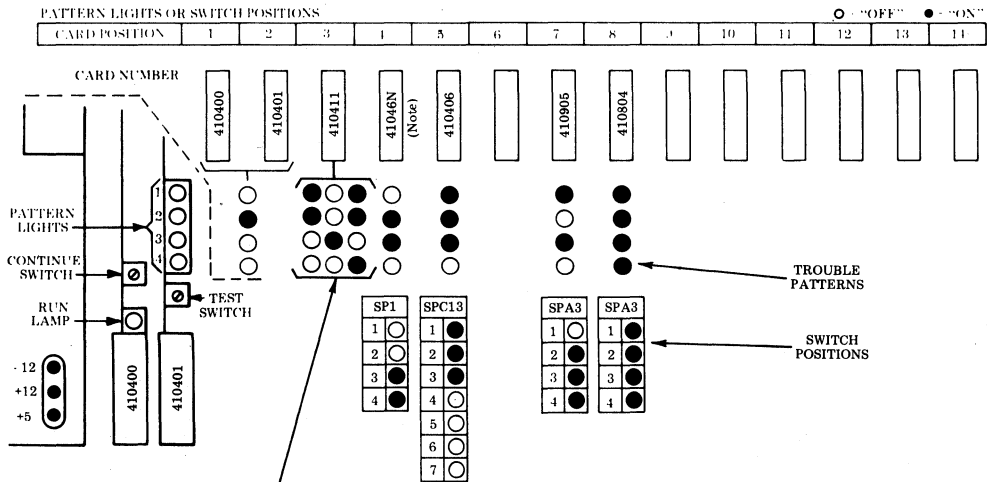 PATTERN LIGHTS OR SWITCH POSITIONS
○ - "OFF" ● - "ON"
CARD POSITION 1 2 3 4 5 6 7 8 9 10 11 12 13 14
CARD NUMBER
410400
410401
410411
41046N
(Note)
410406
410905
410804
PATTERN
LIGHTS
1
2
3
4
CONTINUE
SWITCH
TEST
SWITCH
RUN
LAMP
TROUBLE
PATTERNS
- 12
+12
+5
410400
410401
SP1
1
2
3
4
SPC13
1
2
3
4
5
6
7
SPA3
1
2
3
4
SPA3
1
2
3
4
SWITCH
POSITIONS